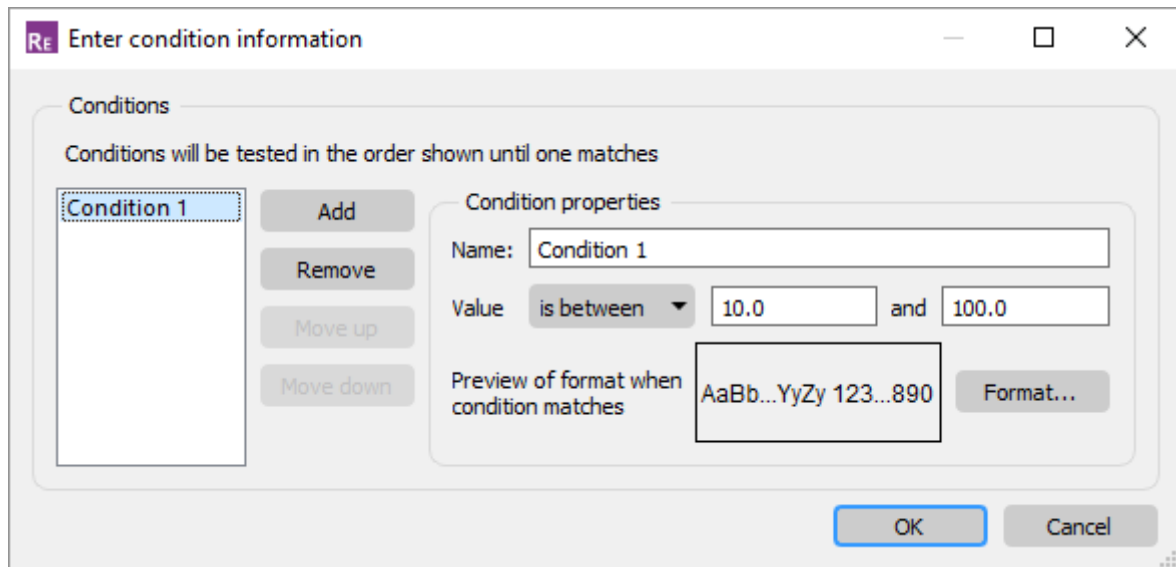 RE Enter condition information
Conditions
Conditions will be tested in the order shown until one matches
Condition 1
Add
Remove
Move up
Move down
Condition properties
Name: Condition 1
Value is between 10.0 and 100.0
Preview of format when
condition matches
AaBb...YyZy 123...890
Format...
OK Cancel